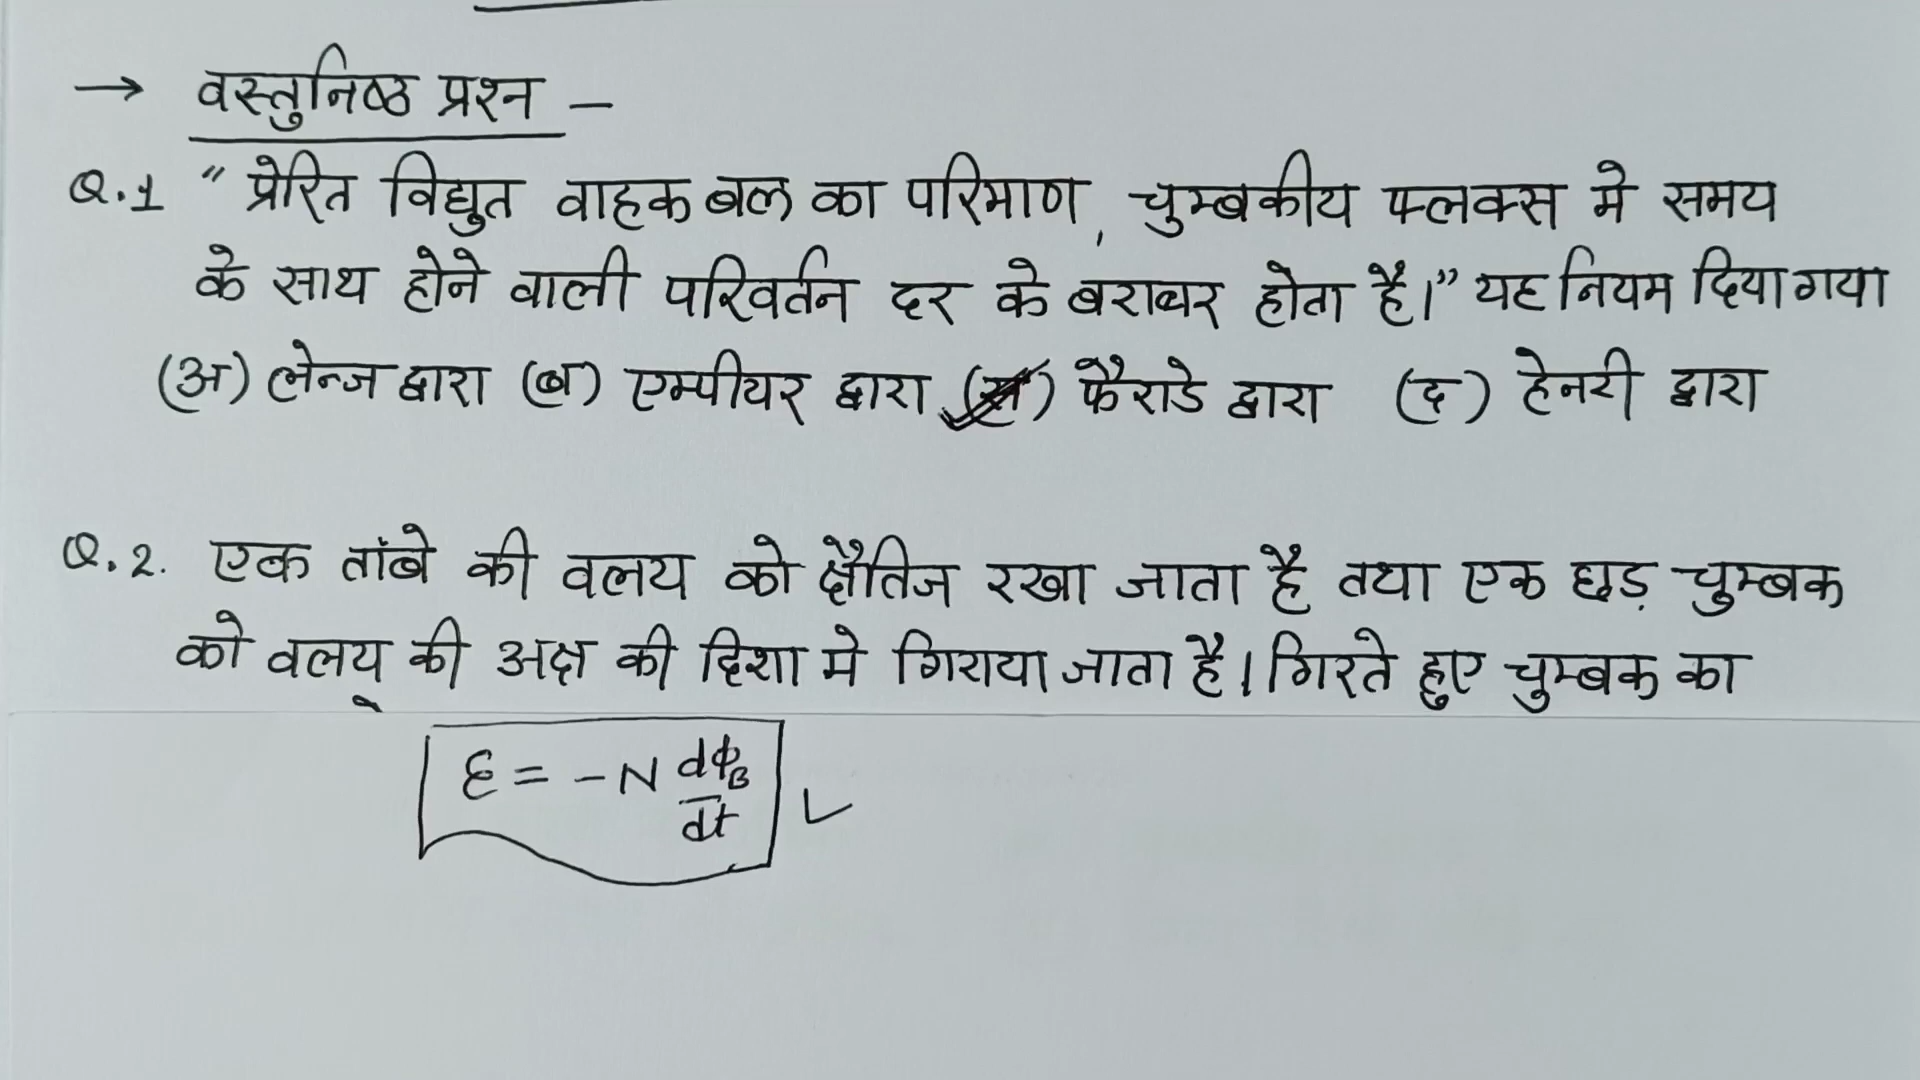 → वस्तुनिष्ठ प्रश्न –
Q.1 " प्रेरित विद्युत वाहक बल का परिमाण, चुम्बकीय फ्लक्स मे समय
के साथ होने वाली परिवर्तन दर के बराबर होता है।" यह नियम दिया गया
(अ) लेन्ज द्वारा (ब) एम्पीयर द्वारा (स) फैराडे द्वारा (द) हेनरी द्वारा
Q.2. एक तांबे की वलय को क्षैतिज रखा जाता है तथा एक छड़ चुम्बक
को वलय की अक्ष की दिशा मे गिराया जाता है। गिरते हुए चुम्बक का
ε = -N dϕ_B/dt ✓